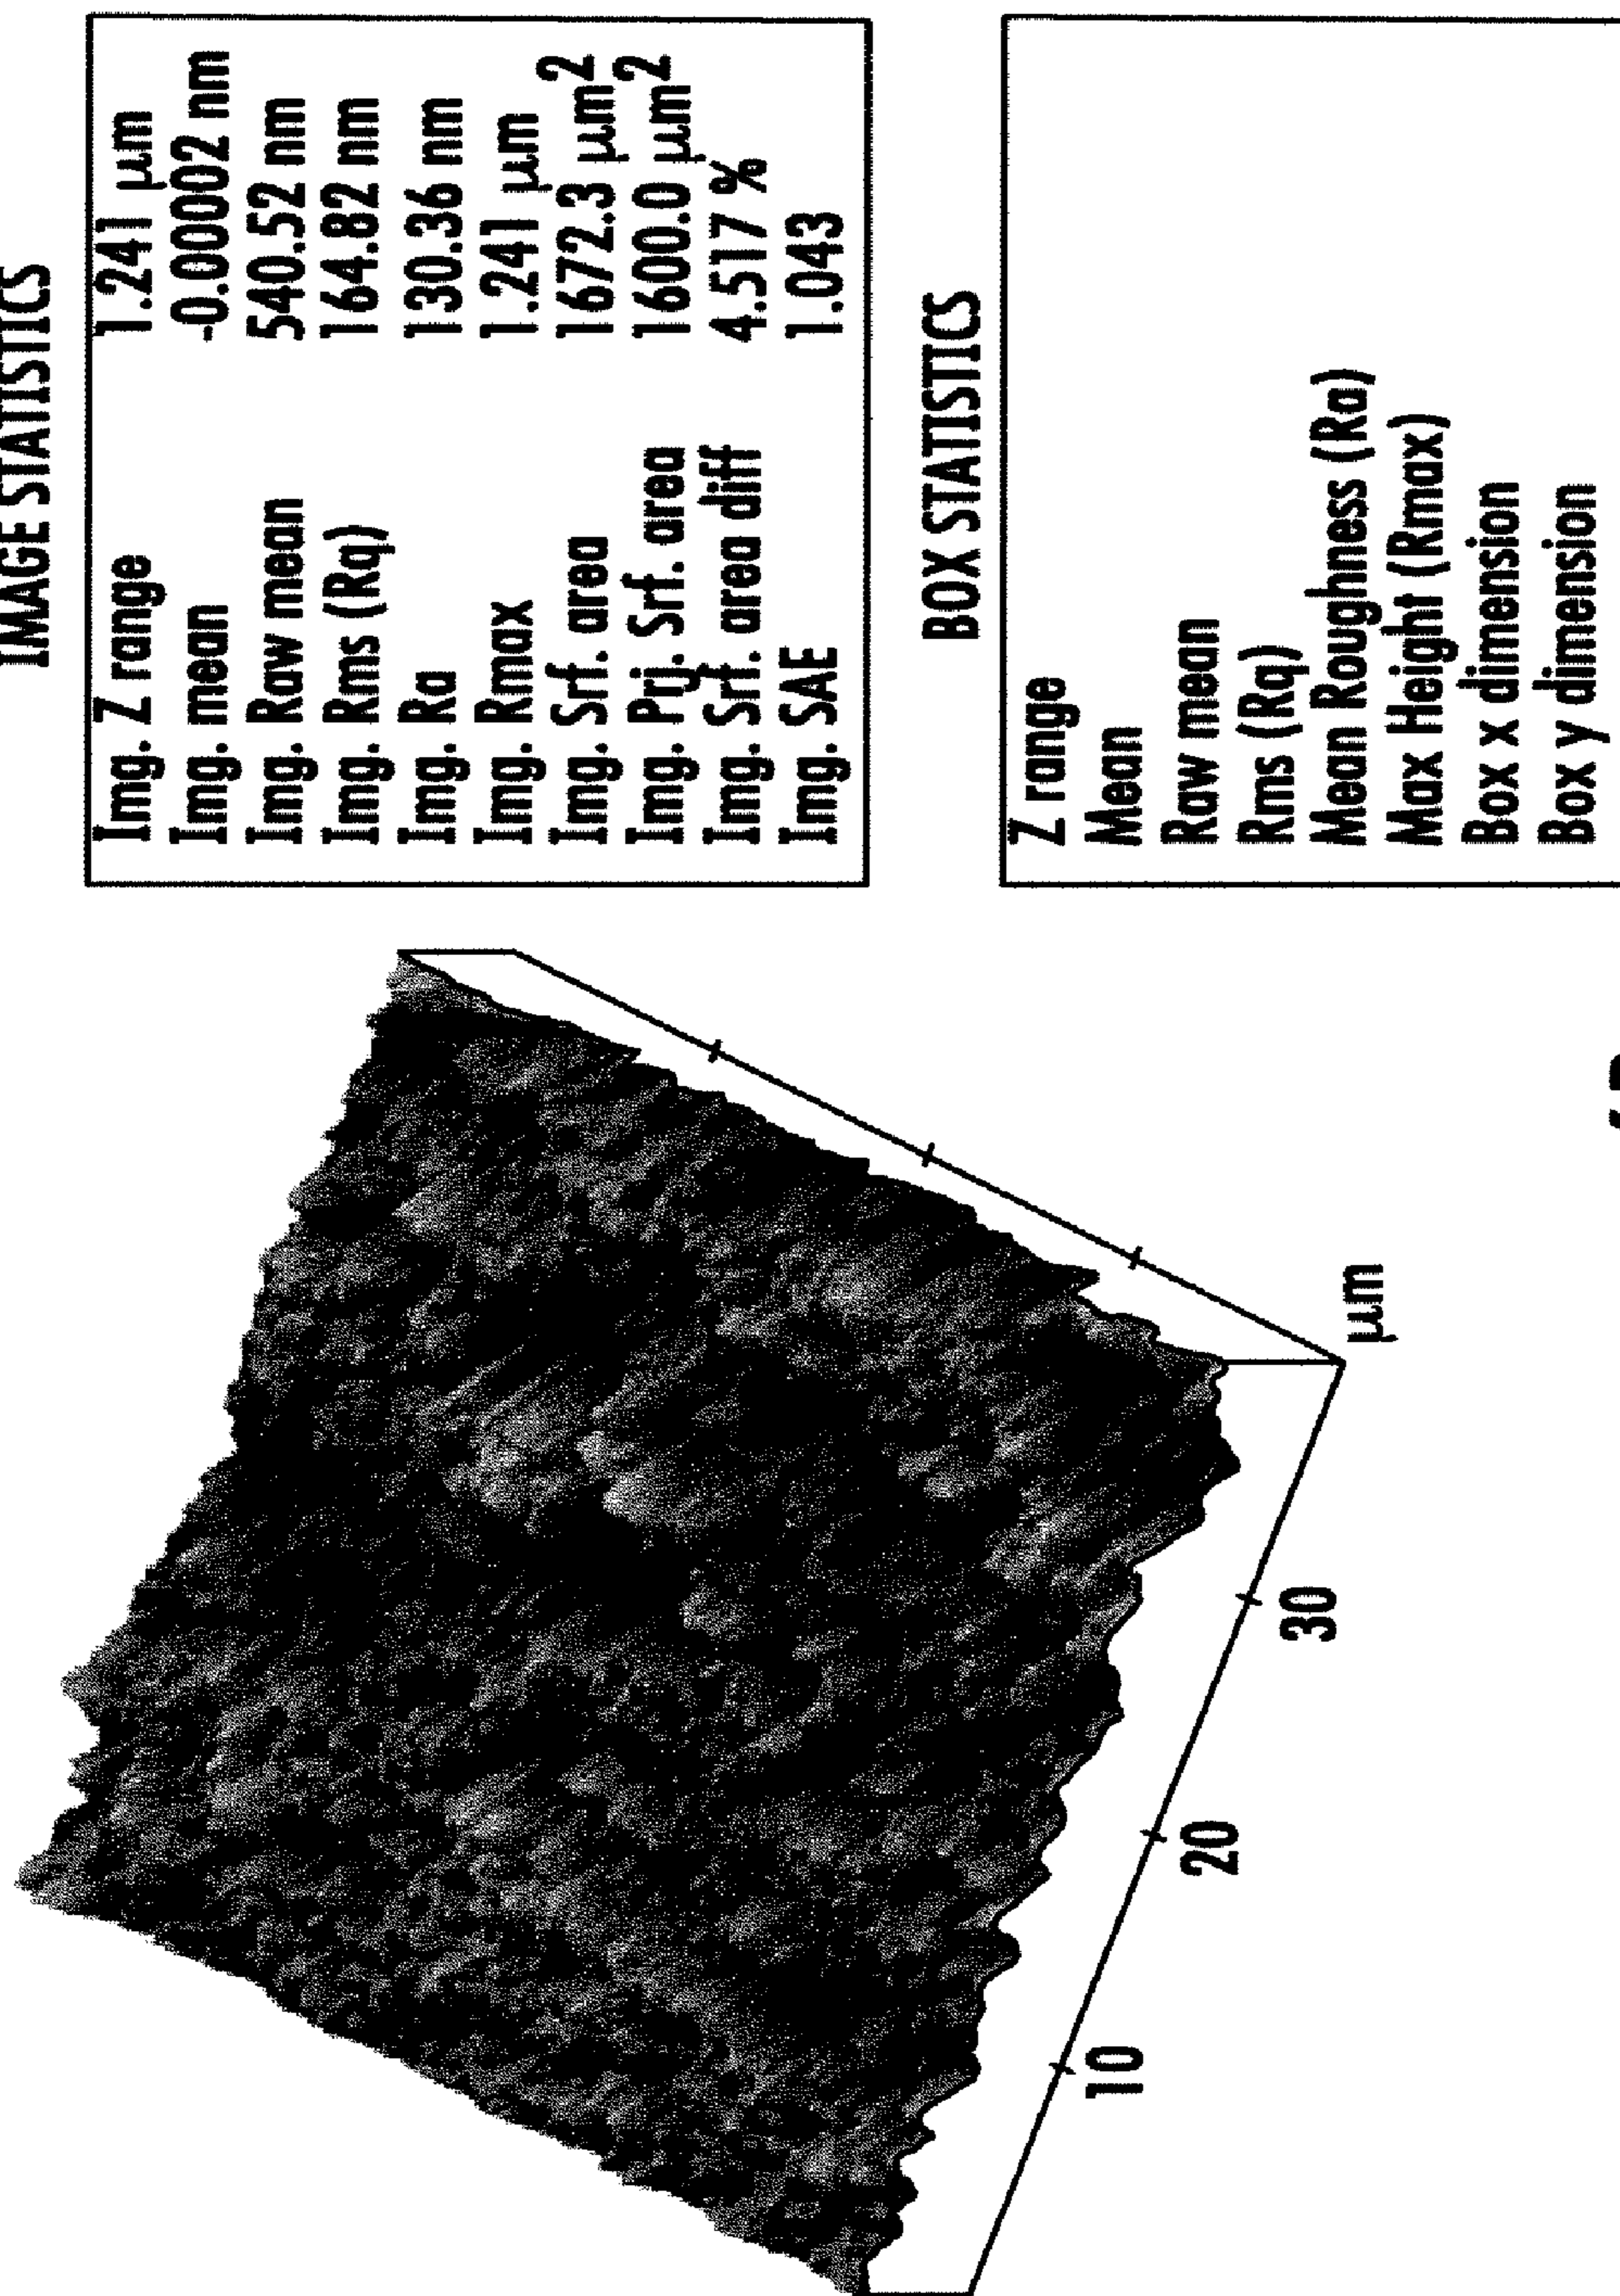 IMAGE STATISTICS
Img. Z range 1.241 μm
Img. mean -0.00002 nm
Img. Raw mean 540.52 nm
Img. Rms (Rq) 164.82 nm
Img. Ra 130.36 nm
Img. Rmax 1.241 μm
Img. Srf. area 1672.3 μm2
Img. Prj. Srf. area 1600.0 μm2
Img. Srf. area diff 4.517 %
Img. SAE 1.043
BOX STATISTICS
Z range
Mean
Raw mean
Rms (Rq)
Mean Roughness (Ra)
Max Height (Rmax)
Box x dimension
Box y dimension
10
20
30
μm